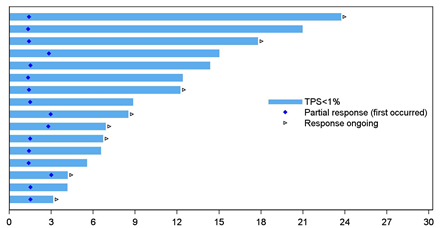 TPS<1%
Partial response (first occurred)
Response ongoing
0 3 6 9 12 15 18 21 24 27 30